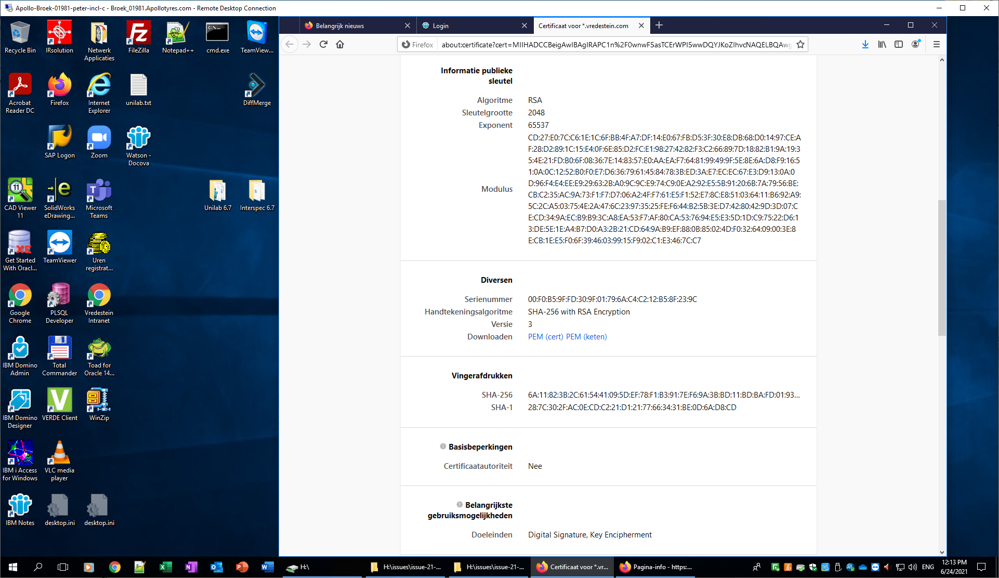 Apollo-Broek-01981-peter-incl-c - Broek_01981.Apollotyres.com - Remote Desktop Connection
Recycle Bin
IRsolution
Netwerk
Applicaties
FileZilla
Notepad++
cmd.exe
TeamView...
Acrobat
Reader DC
Firefox
Internet
Explorer
unilab.txt
DiffMerge
SAP Logon
Zoom
Watson -
Docova
CAD Viewer
11
SolidWorks
eDrawing...
Microsoft
Teams
Unilab 6.7
Interspec 6.7
Get Started
With Oracl...
TeamViewer
Uren
registrat...
Google
Chrome
PLSQL
Developer
Vredestein
Intranet
IBM Domino
Admin
Total
Commander
Toad for
Oracle 14...
IBM Domino
Designer
VERDE Client
WinZip
IBM i Access
for Windows
VLC media
player
IBM Notes
desktop.ini
desktop.ini
Belangrijk nieuws
Login
Certificaat voor *.vredestein.com
Firefox
about:certificate?cert=MIIHADCCBeigAwIBAgIRAPC1n%2F0wnwF5asTCErWPI5wwDQYJKoZIhvcNAQELBQAwg
Informatie publieke
sleutel
Algoritme RSA
Sleutelgrootte 2048
Exponent 65537
Modulus
CD:27:E0:7C:C6:1E:1C:6F:BB:4F:A7:DF:14:E0:67:FB:D5:3F:30:E8:DB:68:D0:14:97:CE:A
F:28:D2:89:1C:15:E4:0F:6E:85:D2:FC:E1:98:27:42:82:F3:C2:66:89:7D:18:82:B1:9A:19:3
5:4E:21:FD:B0:6F:08:36:7E:14:83:57:E0:AA:EA:F7:64:81:99:49:9F:5E:8E:6A:D8:F9:16:5
1:0A:0C:12:52:B0:F0:E7:D6:36:79:61:45:84:78:3B:ED:3A:E7:EC:EC:67:E3:D9:13:0A:0
D:96:F4:E4:EE:E9:29:63:2B:A0:9C:9C:E9:74:C9:0E:A2:92:E5:5B:91:20:6B:7A:79:56:BE:
CB:C2:35:AC:9A:73:F1:F7:D7:06:A2:4F:F7:61:E5:F1:52:E7:8C:E8:51:03:64:11:B6:92:A9:
5C:2C:A5:03:75:4E:2A:47:6C:23:97:35:25:FE:F6:44:B2:5B:3E:D7:42:80:42:9D:3D:07:C
E:CD:34:9A:EC:B9:B9:3C:A8:EA:53:F7:AF:80:CA:53:76:94:E5:E3:5D:1D:C9:75:22:D6:1
3:DE:5E:1E:A4:B7:D0:A3:2B:21:CD:64:9A:B9:EF:88:0B:85:02:4D:F0:32:64:09:00:3E:8
E:CB:1E:E5:F0:6F:39:46:03:99:15:F9:02:C1:E3:46:7C:C7
Diversen
Serienummer 00:F0:B5:9F:FD:30:9F:01:79:6A:C4:C2:12:B5:8F:23:9C
Handtekeningsalgoritme SHA-256 with RSA Encryption
Versie 3
Downloaden PEM (cert) PEM (keten)
Vingerafdrukken
SHA-256 6A:11:82:3B:2C:61:54:41:09:5D:EF:78:F1:B3:91:7E:F6:9A:3B:BD:11:BD:BA:FD:01:93...
SHA-1 28:7C:30:2F:AC:0E:CD:C2:21:D1:21:77:66:34:31:BE:0D:6A:D8:CD
Basisbeperkingen
Certificaatautoriteit Nee
Belangrijkste
gebruiksmogelijkheden
Doeleinden Digital Signature, Key Encipherment
H:\
H:\issues\issue-21-...
H:\issues\issue-21-...
Certificaat voor *.vr...
Pagina-info - https:...
ENG
12:13 PM
6/24/2021